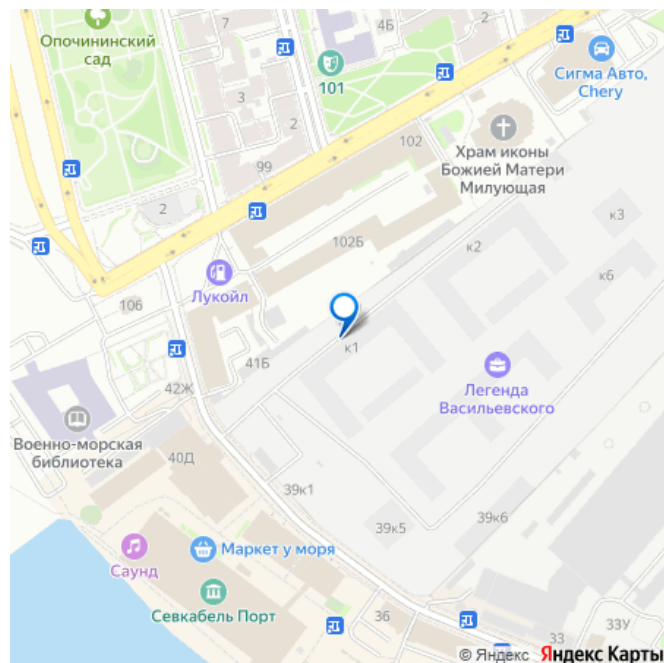 7
4Б
Опочининский
сад
101
Сигма Авто,
Chery
3
2
102
Храм иконы
Божией Матери
Милующая
99
2
к3
102Б
к2
к6
Лукойл
106
41Б
к1
Легенда
Васильевского
42Ж
Военно-морская
библиотека
40Д
39к1
39к5
39к6
Саунд
Маркет у моря
Севкабель Порт
36
33
33У
© Яндекс Яндекс Карты